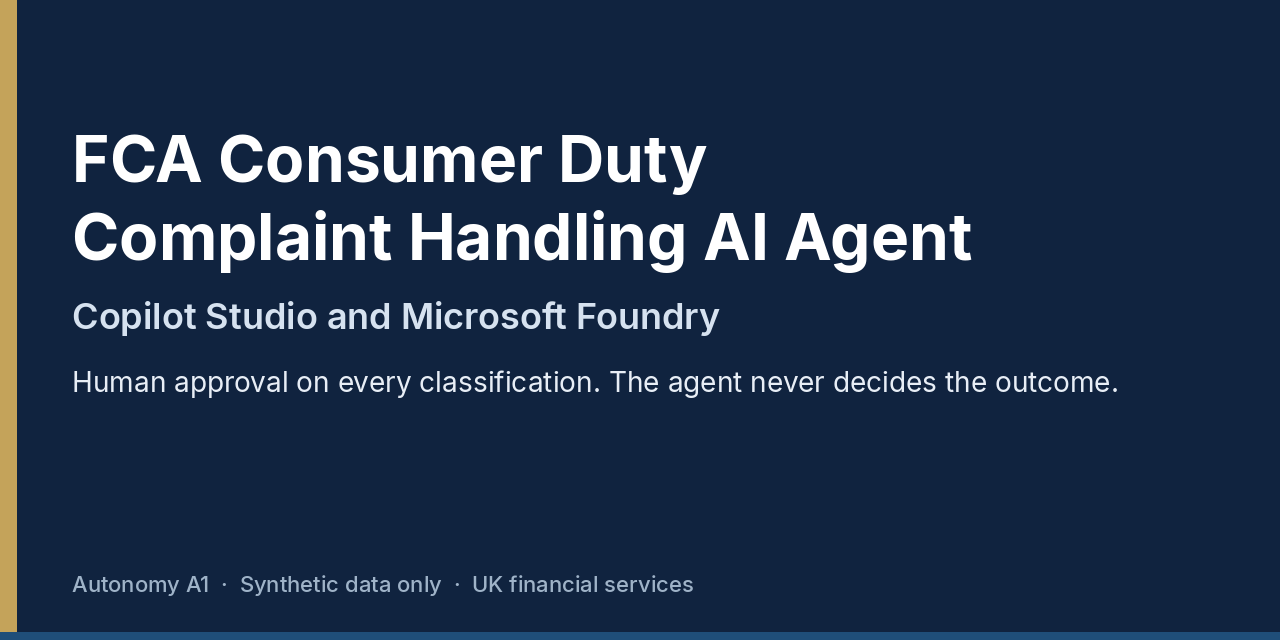 FCA Consumer Duty
Complaint Handling AI Agent
Copilot Studio and Microsoft Foundry
Human approval on every classification. The agent never decides the outcome.
Autonomy A1 · Synthetic data only · UK financial services